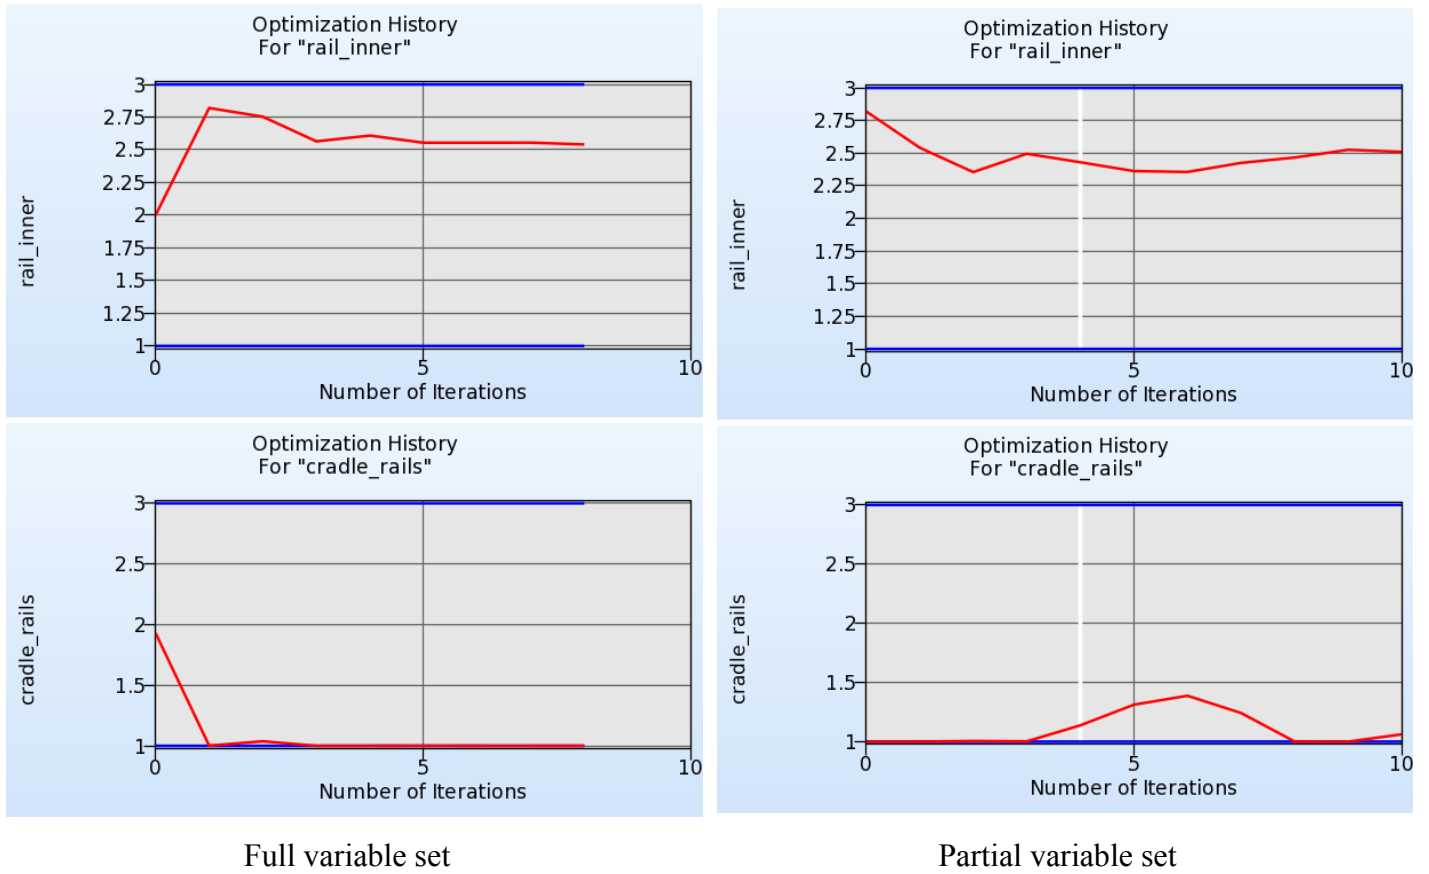 Optimization History
For "rail_inner"
3
2.75
2.5
2.25
2
1.75
1.5
1.25
1
0
5
10
rail_inner
Number of Iterations
Optimization History
For "rail_inner"
3
2.75
2.5
2.25
2
1.75
1.5
1.25
1
0
5
10
rail_inner
Number of Iterations
Optimization History
For "cradle_rails"
3
2.5
2
1.5
1
0
5
10
cradle_rails
Number of Iterations
Optimization History
For "cradle_rails"
3
2.5
2
1.5
1
0
5
10
cradle_rails
Number of Iterations
Full variable set
Partial variable set